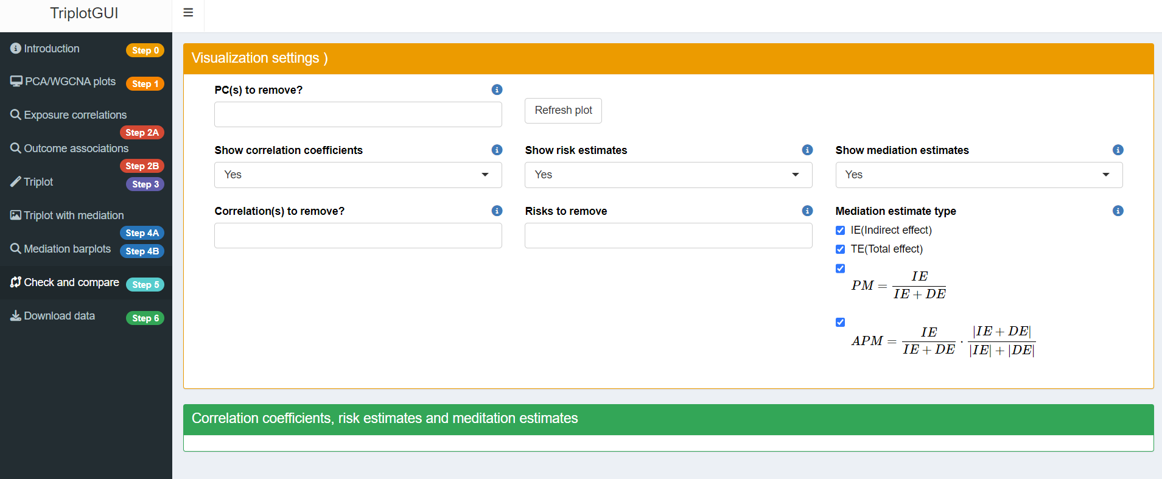 TriplotGUI
Introduction
Step 0
PCA/WGCNA plots
Step 1
Exposure correlations
Step 2A
Outcome associations
Step 2B
Triplot
Step 3
Triplot with mediation
Step 4A
Mediation barplots
Step 4B
Check and compare
Step 5
Download data
Step 6
Visualization settings )
PC(s) to remove?
Refresh plot
Show correlation coefficients
Yes
Show risk estimates
Yes
Show mediation estimates
Yes
Correlation(s) to remove?
Risks to remove
Mediation estimate type
IE(Indirect effect)
TE(Total effect)
PM = IE / IE + DE
APM = IE / IE + DE · |IE + DE| / |IE| + |DE|
Correlation coefficients, risk estimates and meditation estimates